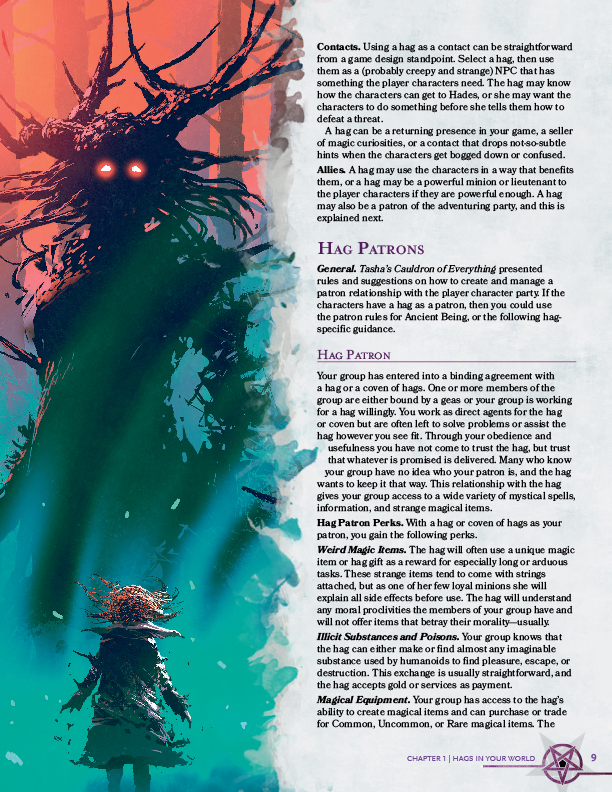 Contacts. Using a hag as a contact can be straightforward
from a game design standpoint. Select a hag, then use
them as a (probably creepy and strange) NPC that has
something the player characters need. The hag may know
how the characters can get to Hades, or she may want the
characters to do something before she tells them how to
defeat a threat.
A hag can be a returning presence in your game, a seller
of magic curiosities, or a contact that drops not-so-subtle
hints when the characters get bogged down or confused.
Allies. A hag may use the characters in a way that benefits
them, or a hag may be a powerful minion or lieutenant to
the player characters if they are powerful enough. A hag
may also be a patron of the adventuring party, and this is
explained next.
Hag Patrons
General. Tasha's Cauldron of Everything presented
rules and suggestions on how to create and manage a
patron relationship with the player character party. If the
characters have a hag as a patron, then you could use
the patron rules for Ancient Being, or the following hag-
specific guidance.
Hag Patron
Your group has entered into a binding agreement with
a hag or a coven of hags. One or more members of the
group are either bound by a geas or your group is working
for a hag willingly. You work as direct agents for the hag
or coven but are often left to solve problems or assist the
hag however you see fit. Through your obedience and
usefulness you have not come to trust the hag, but trust
that whatever is promised is delivered. Many who know
your group have no idea who your patron is, and the hag
wants to keep it that way. This relationship with the hag
gives your group access to a wide variety of mystical spells,
information, and strange magical items.
Hag Patron Perks. With a hag or coven of hags as your
patron, you gain the following perks.
Weird Magic Items. The hag will often use a unique magic
item or hag gift as a reward for especially long or arduous
tasks. These strange items tend to come with strings
attached, but as one of her few loyal minions she will
explain all side effects before use. The hag will understand
any moral proclivities the members of your group have and
will not offer items that betray their morality—usually.
Illicit Substances and Poisons. Your group knows that
the hag can either make or find almost any imaginable
substance used by humanoids to find pleasure, escape, or
destruction. This exchange is usually straightforward, and
the hag accepts gold or services as payment.
Magical Equipment. Your group has access to the hag's
ability to create magical items and can purchase or trade
for Common, Uncommon, or Rare magical items. The
CHAPTER 1 | HAGS IN YOUR WORLD
9